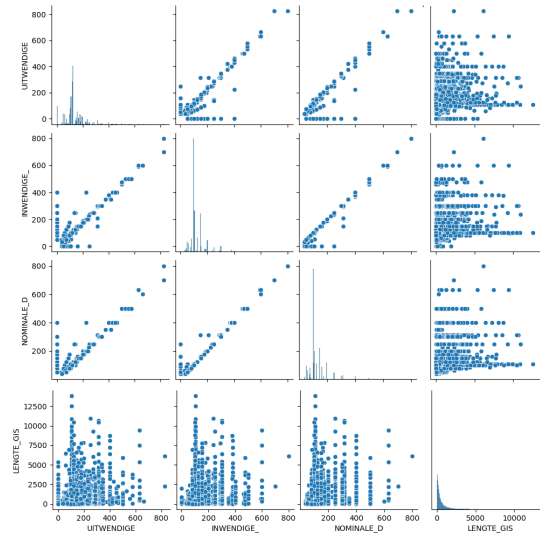 800
600
400
200
0
UITWENDIGE
800
600
400
200
0
INWENDIGE_
800
600
400
200
NOMINALE_D
12500
10000
7500
5000
2500
0
LENGTE_GIS
0 200 400 600 800
0 200 400 600 800
200 400 600 800
0 5000 10000
UITWENDIGE
INWENDIGE_
NOMINALE_D
LENGTE_GIS